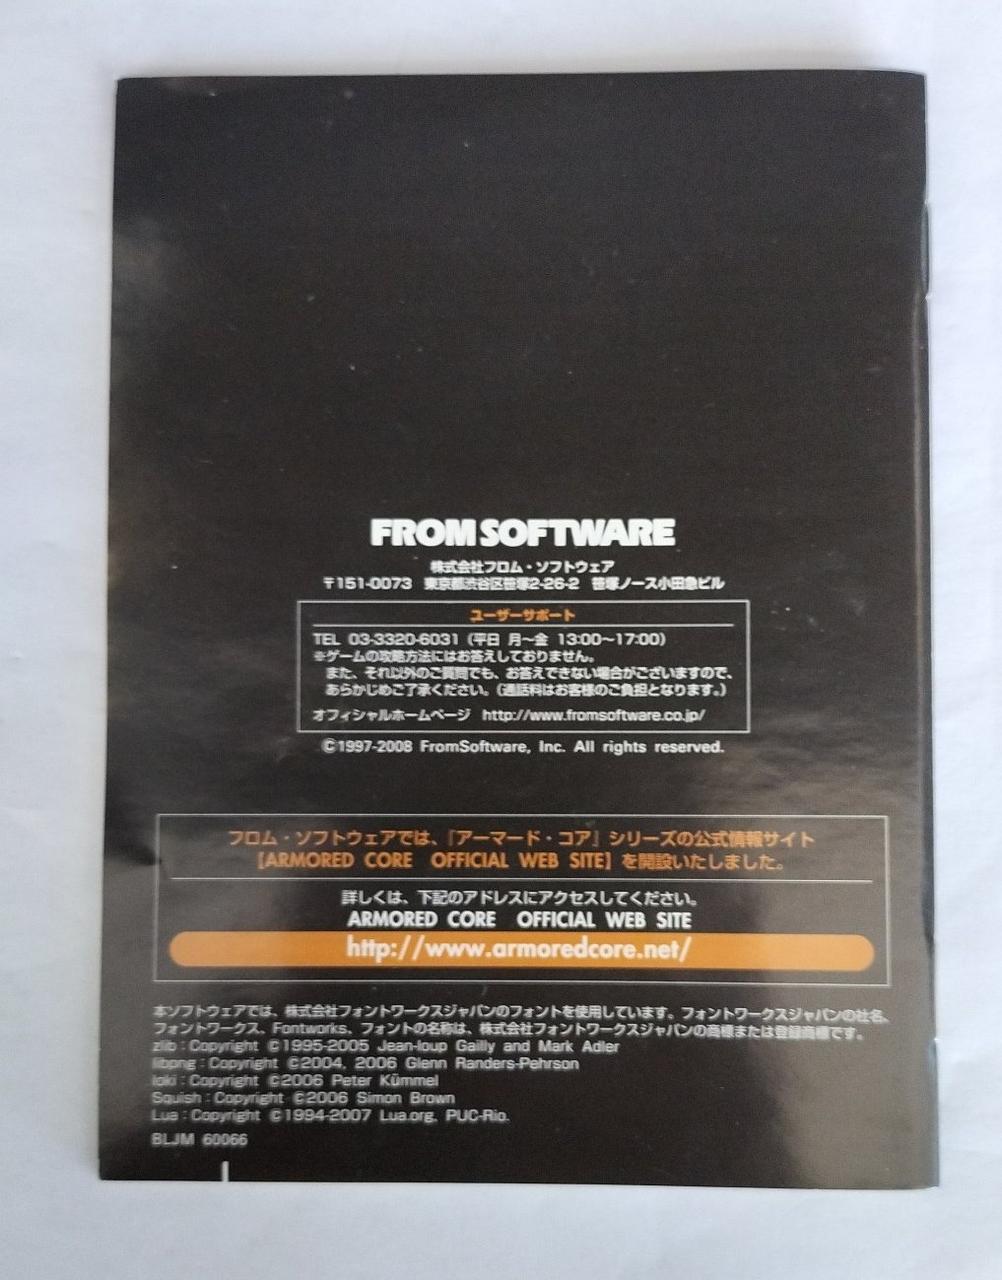 FROMSOFTWARE
株式会社フロム・ソフトウェア
〒151-0073 東京都渋谷区笹塚2-26-2 笹塚ノース小田急ビル
ユーザーサポート
TEL 03-3320-6031（平日 月〜金 13:00〜17:00）
※ゲームの攻略方法にはお答えしておりません。
また、それ以外のご質問でも、お答えできない場合がございますので、
あらかじめご了承ください。（通話料はお客様のご負担となります。）
オフィシャルホームページ http://www.fromsoftware.co.jp/
©1997-2008 FromSoftware, Inc. All rights reserved.
フロム・ソフトウェアでは、『アーマード・コア』シリーズの公式情報サイト
【ARMORED CORE OFFICIAL WEB SITE】を開設いたしました。
詳しくは、下記のアドレスにアクセスしてください。
ARMORED CORE OFFICIAL WEB SITE
http://www.armoredcore.net/
本ソフトウェアでは、株式会社フォントワークスジャパンのフォントを使用しています。フォントワークスジャパンの社名、
フォントワークス、Fontworks、フォントの名称は、株式会社フォントワークスジャパンの商標または登録商標です。
zlib：Copyright ©1995-2005 Jean-loup Gailly and Mark Adler
libpng：Copyright ©2004, 2006 Glenn Randers-Pehrson
loki：Copyright ©2006 Peter Kümmel
Squish：Copyright ©2006 Simon Brown
Lua：Copyright ©1994-2007 Lua.org, PUC-Rio.
BLJM 60066